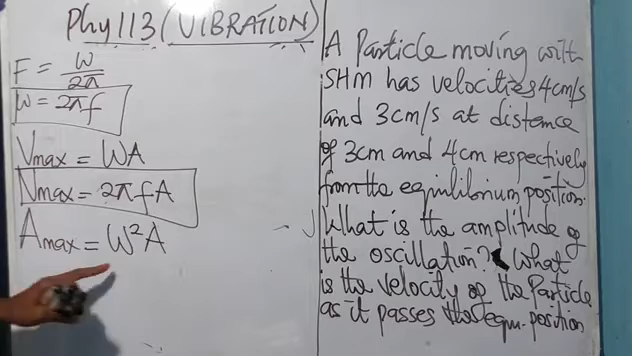 Phy 113 (VIBRATION)
F = W/2π
W = 2πf
Vmax = WA
Vmax = 2πfA
Amax = W²A
A Particle moving with
SHM has velocities 4cm/s
and 3cm/s at distance
of 3cm and 4cm respectively
from the equilibrium position.
What is the amplitude of
the oscillation? What
is the velocity of the Particle
as it passes the equ. position